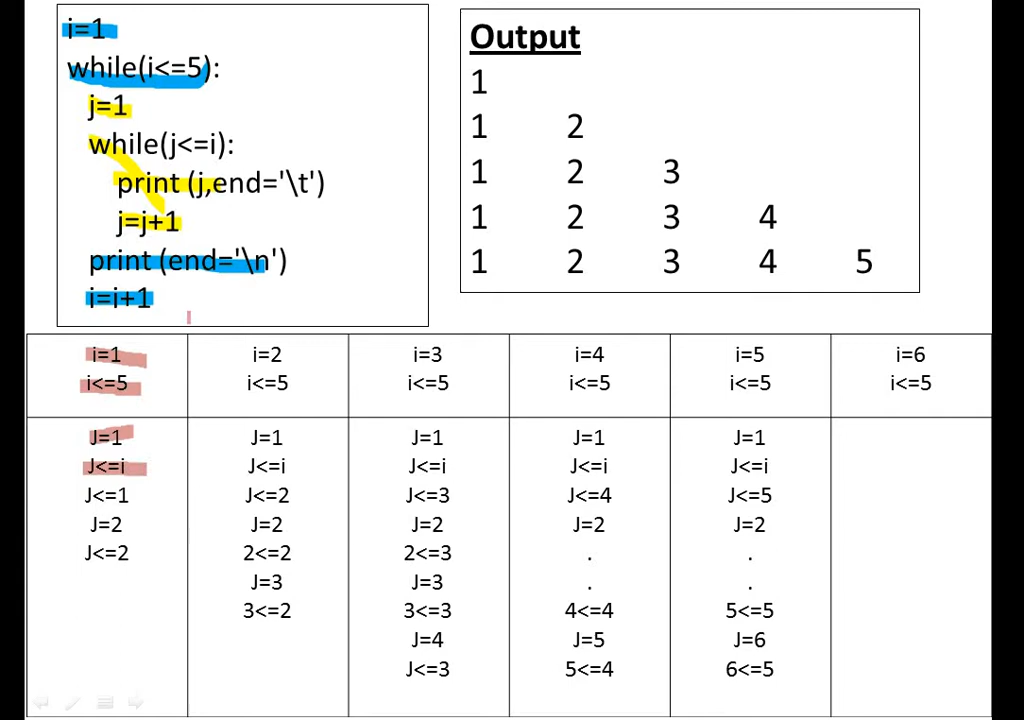 i=1
while(i<=5):
j=1
while(j<=i):
print (j,end='\t')
j=j+1
print (end='\n')
i=i+1
Output
1
1 2
1 2 3
1 2 3 4
1 2 3 4 5
i=1
i<=5
i=2
i<=5
i=3
i<=5
i=4
i<=5
i=5
i<=5
i=6
i<=5
J=1
J<=i
J<=1
J=2
J<=2
J=1
J<=i
J<=2
J=2
2<=2
J=3
3<=2
J=1
J<=i
J<=3
J=2
2<=3
J=3
3<=3
J=4
J<=3
J=1
J<=i
J<=4
J=2
.
.
4<=4
J=5
5<=4
J=1
J<=i
J<=5
J=2
.
.
5<=5
J=6
6<=5